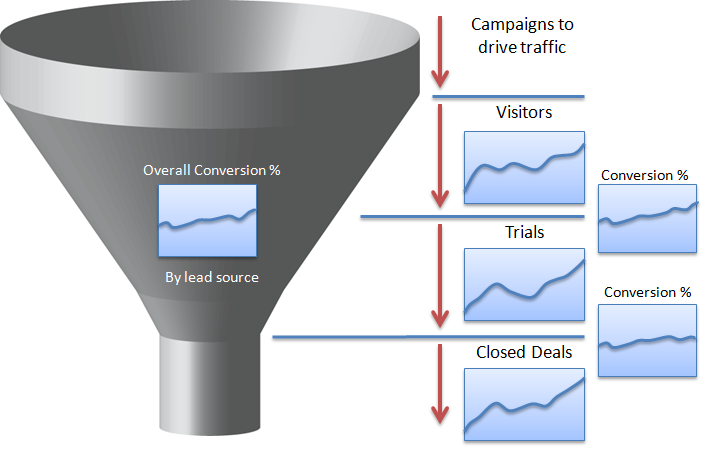 Campaigns to
drive traffic
Visitors
Conversion %
Overall Conversion %
By lead source
Trials
Conversion %
Closed Deals